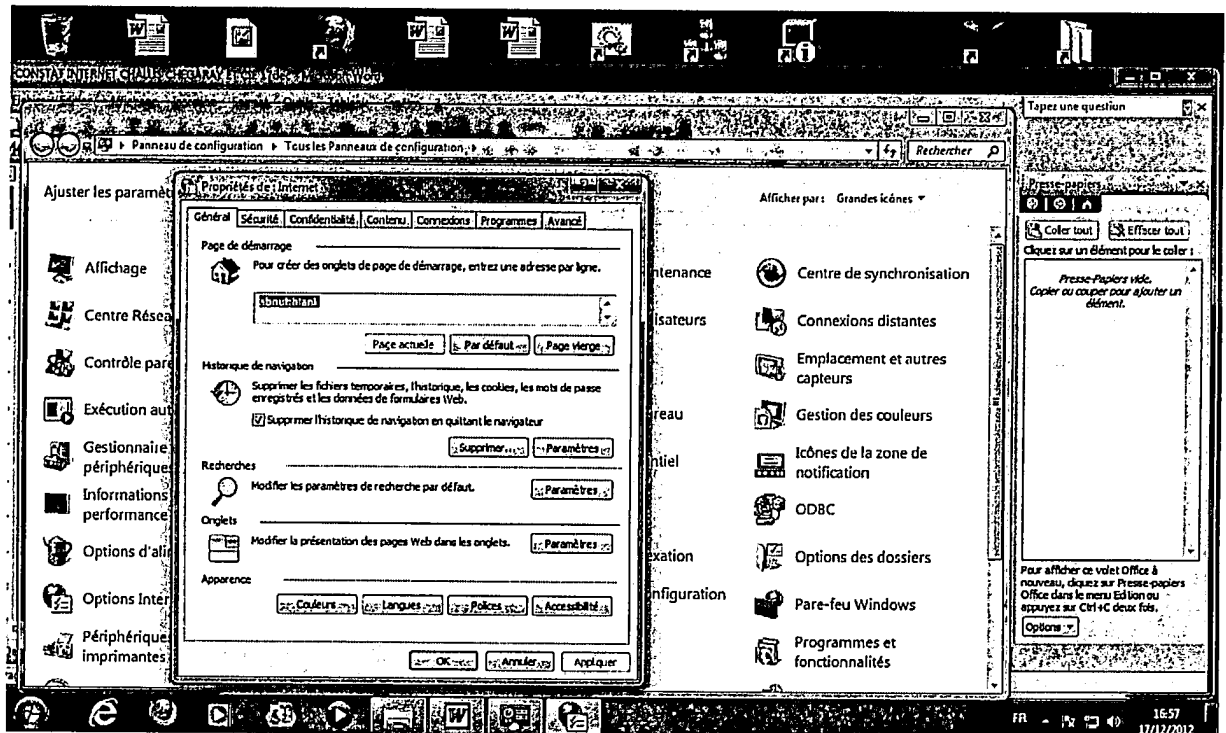 CONSTAT INTERNET
Tapez une question
Panneau de configuration ▸ Tous les Panneaux de configuration
Rechercher
Ajuster les paramèt
Afficher par : Grandes icônes
Affichage
Centre Résea
Contrôle pare
Exécution aut
Gestionnaire
périphérique
Informations
performance
Options d'alim
Options Inter
Périphérique
imprimantes
Propriétés de : Internet
Général Sécurité Confidentialité Contenu Connexions Programmes Avancé
Page de démarrage
Pour créer des onglets de page de démarrage, entrez une adresse par ligne.
Page actuelle Par défaut Page vierge
Historique de navigation
Supprimer les fichiers temporaires, l'historique, les cookies, les mots de passe
enregistrés et les données de formulaires Web.
Supprimer l'historique de navigation en quittant le navigateur
Supprimer... Paramètres
Recherches
Modifier les paramètres de recherche par défaut.
Paramètres
Onglets
Modifier la présentation des pages Web dans les onglets.
Paramètres
Apparence
Couleurs Langues Polices Accessibilité
OK Annuler Appliquer
ntenance
isateurs
reau
ntiel
exation
nfiguration
Centre de synchronisation
Connexions distantes
Emplacement et autres
capteurs
Gestion des couleurs
Icônes de la zone de
notification
ODBC
Options des dossiers
Pare-feu Windows
Programmes et
fonctionnalités
Presse-papiers
Coller tout Effacer tout
Cliquez sur un élément pour le coller :
Presse-Papiers vide.
Copier ou couper pour ajouter un
élément.
Pour afficher ce volet Office à
nouveau, cliquez sur Presse-papiers
Office dans le menu Edition ou
appuyez sur Ctrl+C deux fois.
Options
FR
16:57
17/12/2012